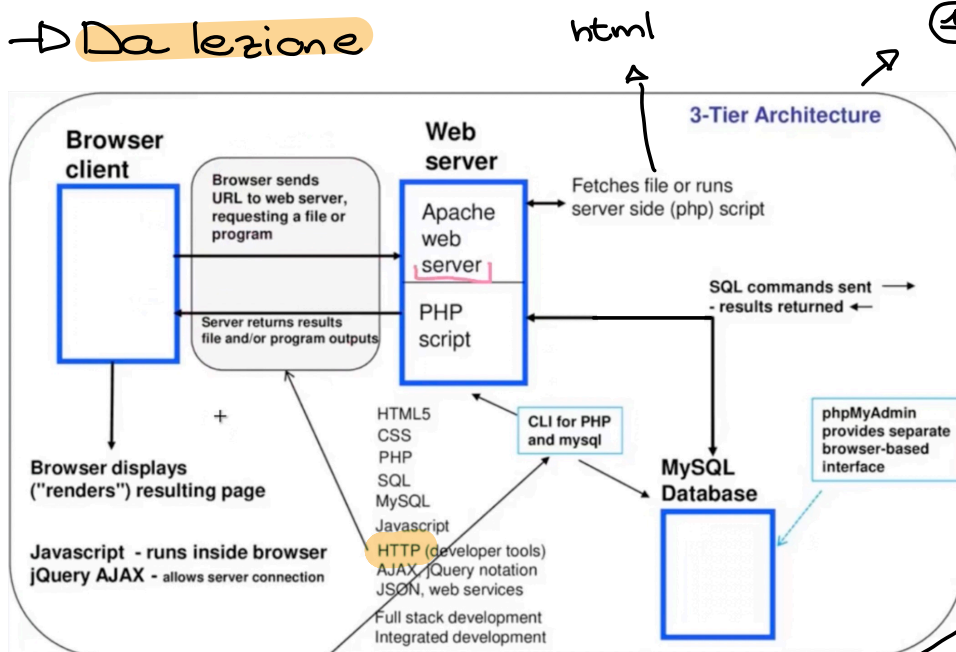 Da lezione
html
1
3-Tier Architecture
Browser
client
Browser sends
URL to web server,
requesting a file or
program
Server returns results
file and/or program outputs
Web
server
Apache
web
server
PHP
script
Fetches file or runs
server side (php) script
SQL commands sent
- results returned
+
Browser displays
("renders") resulting page
Javascript - runs inside browser
jQuery AJAX - allows server connection
HTML5
CSS
PHP
SQL
MySQL
Javascript
HTTP (developer tools)
AJAX, jQuery notation
JSON, web services
Full stack development
Integrated development
CLI for PHP
and mysql
MySQL
Database
phpMyAdmin
provides separate
browser-based
interface